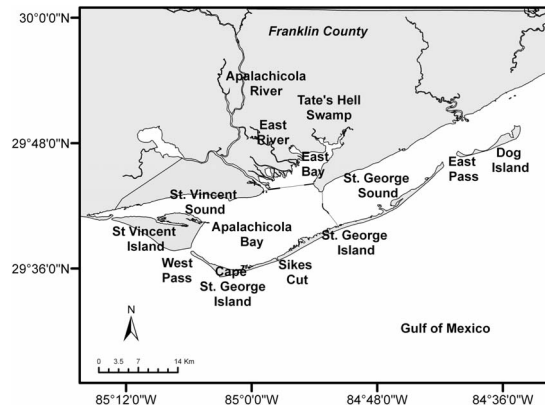 30°0'0"N
Franklin County
Apalachicola
River
Tate's Hell
Swamp
29°48'0"N
East
River
East
Bay
East
Pass
Dog
Island
St. George
Sound
St. Vincent
Sound
St Vincent
Island
Apalachicola
Bay
St. George
Island
29°36'0"N
West
Pass
Cape
St. George
Island
Sikes
Cut
N
Gulf of Mexico
0 3.5 7 14 Km
85°12'0"W 85°0'0"W 84°48'0"W 84°36'0"W